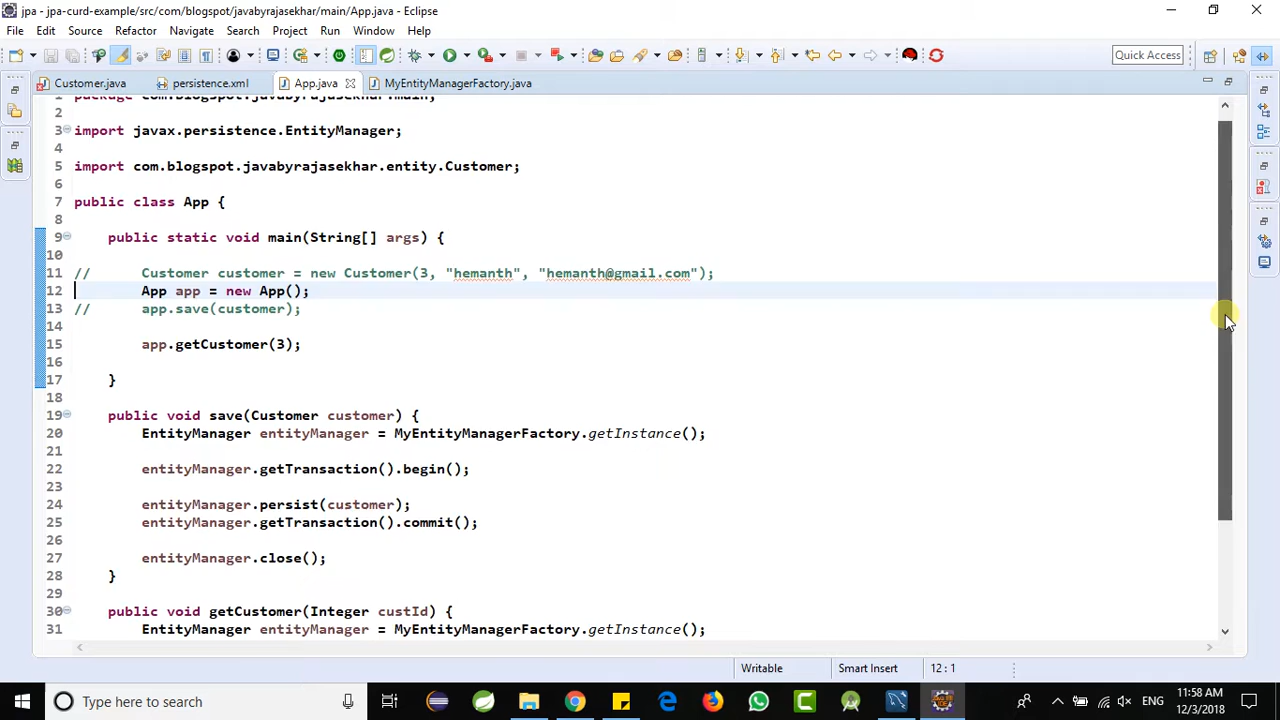 jpa - jpa-curd-example/src/com/blogspot/javabyrajasekhar/main/App.java - Eclipse
File Edit Source Refactor Navigate Search Project Run Window Help
Quick Access
Customer.java persistence.xml App.java MyEntityManagerFactory.java
1 package com.blogspot.javabyrajasekhar.main;
2
3 import javax.persistence.EntityManager;
4
5 import com.blogspot.javabyrajasekhar.entity.Customer;
6
7 public class App {
8
9 public static void main(String[] args) {
10
11 // Customer customer = new Customer(3, "hemanth", "hemanth@gmail.com");
12 App app = new App();
13 // app.save(customer);
14
15 app.getCustomer(3);
16
17 }
18
19 public void save(Customer customer) {
20 EntityManager entityManager = MyEntityManagerFactory.getInstance();
21
22 entityManager.getTransaction().begin();
23
24 entityManager.persist(customer);
25 entityManager.getTransaction().commit();
26
27 entityManager.close();
28 }
29
30 public void getCustomer(Integer custId) {
31 EntityManager entityManager = MyEntityManagerFactory.getInstance();
Writable Smart Insert 12 : 1
Type here to search
ENG
11:58 AM
12/3/2018